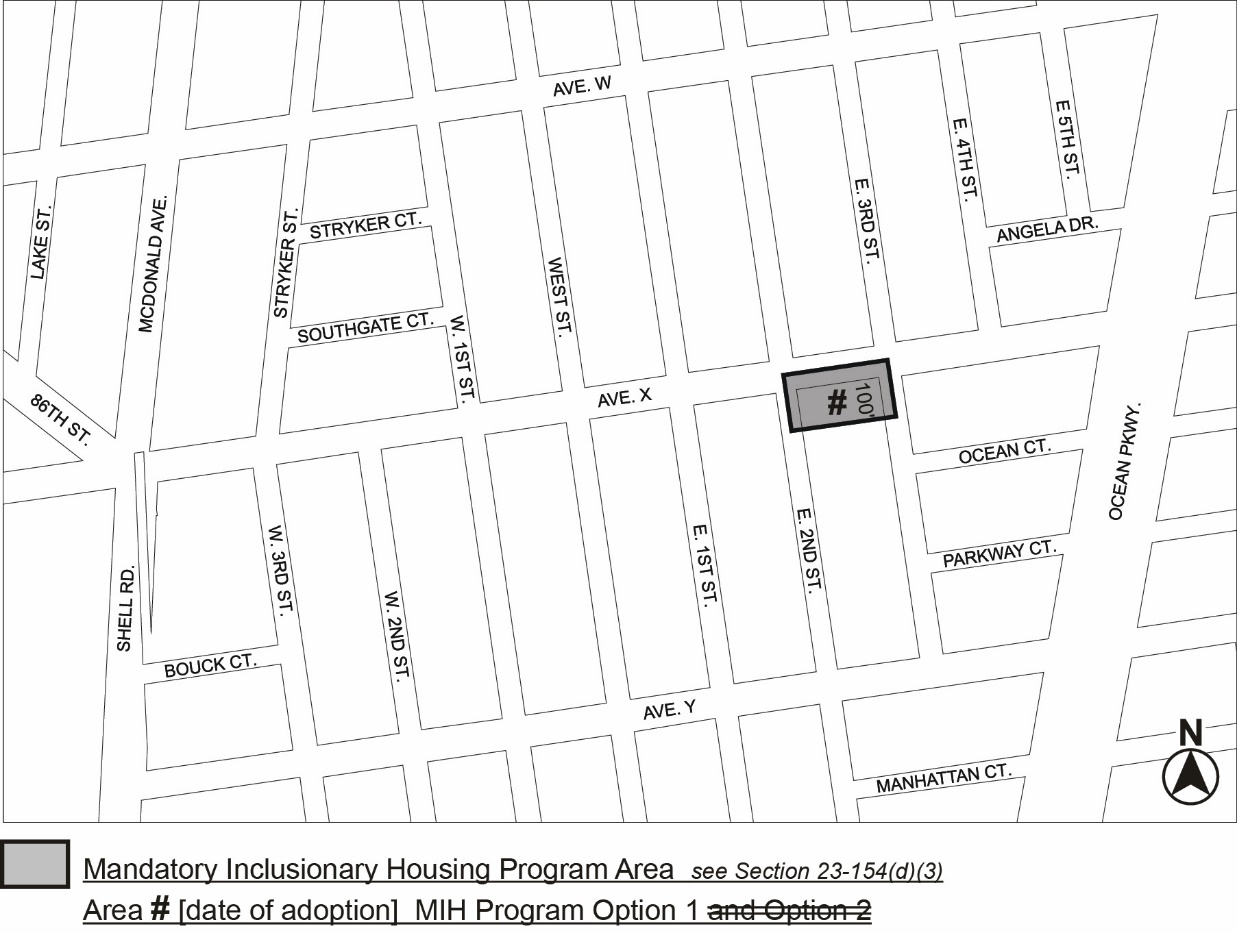 AVE. W
E 5TH ST.
E. 4TH ST.
E. 3RD ST.
LAKE ST.
MCDONALD AVE.
STRYKER ST.
STRYKER CT.
ANGELA DR.
WEST ST.
SOUTHGATE CT.
W. 1ST ST.
86TH ST.
AVE. X
#
100'
OCEAN PKWY.
OCEAN CT.
E. 1ST ST.
E. 2ND ST.
PARKWAY CT.
W. 3RD ST.
SHELL RD.
W. 2ND ST.
BOUCK CT.
AVE. Y
N
MANHATTAN CT.
Mandatory Inclusionary Housing Program Area see Section 23-154(d)(3)
Area # [date of adoption] MIH Program Option 1 and Option 2